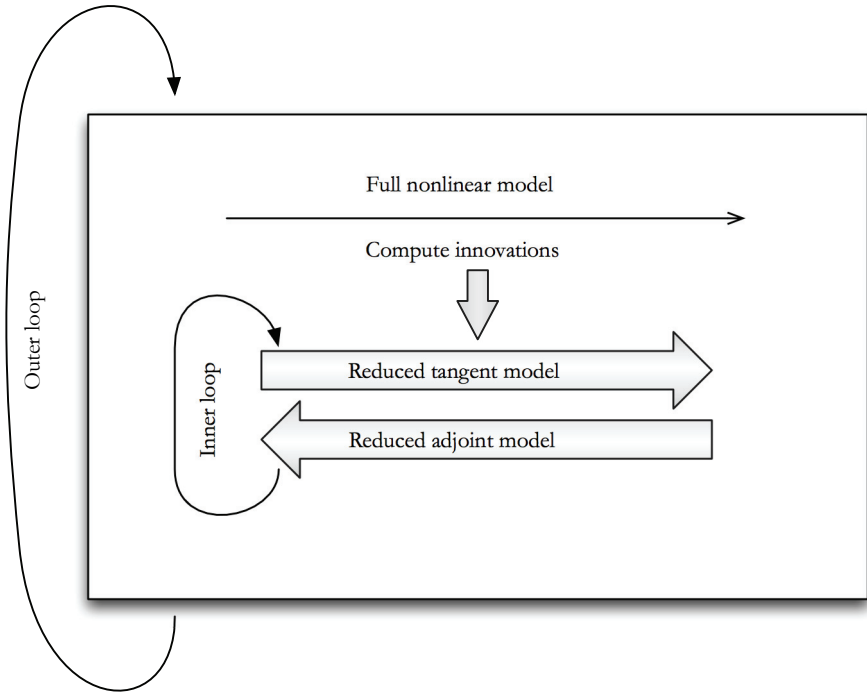 Full nonlinear model
Compute innovations
Outer loop
Inner loop
Reduced tangent model
Reduced adjoint model